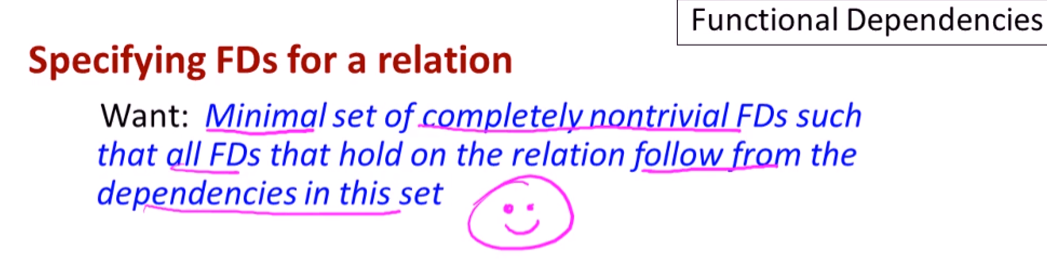 Functional Dependencies
Specifying FDs for a relation
Want: Minimal set of completely nontrivial FDs such
that all FDs that hold on the relation follow from the
dependencies in this set